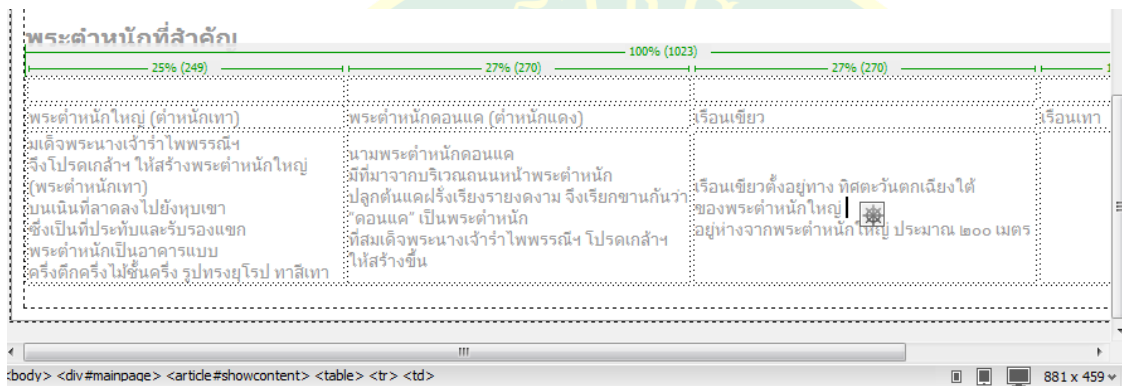 พระตำหนักที่สำคัญ
100% (1023)
25% (249)
27% (270)
27% (270)
พระตำหนักใหญ่ (ตำหนักเทา)
พระตำหนักดอนแค (ตำหนักแดง)
เรือนเขียว
เรือนเทา
มเด็จพระนางเจ้ารำไพพรรณีฯ
จึงโปรดเกล้าฯ ให้สร้างพระตำหนักใหญ่
(พระตำหนักเทา)
บนเนินที่ลาดลงไปยังหุบเขา
ซึ่งเป็นที่ประทับและรับรองแขก
พระตำหนักเป็นอาคารแบบ
ครึ่งตึกครึ่งไม้ชั้นครึ่ง รูปทรงยุโรป ทาสีเทา
นามพระตำหนักดอนแค
มีที่มาจากบริเวณถนนหน้าพระตำหนัก
ปลูกต้นแคฝรั่งเรียงรายงดงาม จึงเรียกขานกันว่า
"ดอนแค" เป็นพระตำหนัก
ที่สมเด็จพระนางเจ้ารำไพพรรณีฯ โปรดเกล้าฯ
ให้สร้างขึ้น
เรือนเขียวตั้งอยู่ทาง ทิศตะวันตกเฉียงใต้
ของพระตำหนักใหญ่
อยู่ห่างจากพระตำหนักใหญ่ ประมาณ ๒๐๐ เมตร
<body> <div#mainpage> <article#showcontent> <table> <tr> <td>
881 x 459